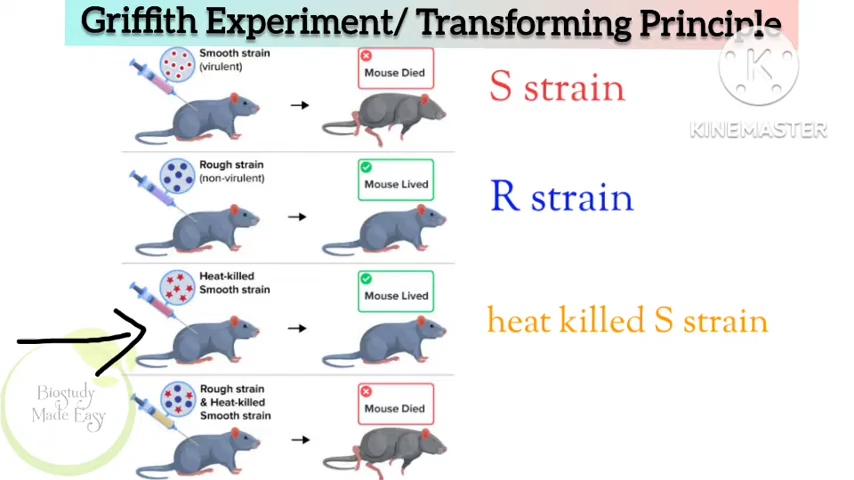 Griffith Experiment/ Transforming Principle
Smooth strain
(virulent)
Mouse Died
S strain
K
KINEMASTER
Rough strain
(non-virulent)
Mouse Lived
R strain
Heat-killed
Smooth strain
Mouse Lived
heat killed S strain
Biostudy
Made Easy
Rough strain
& Heat-killed
Smooth strain
Mouse Died